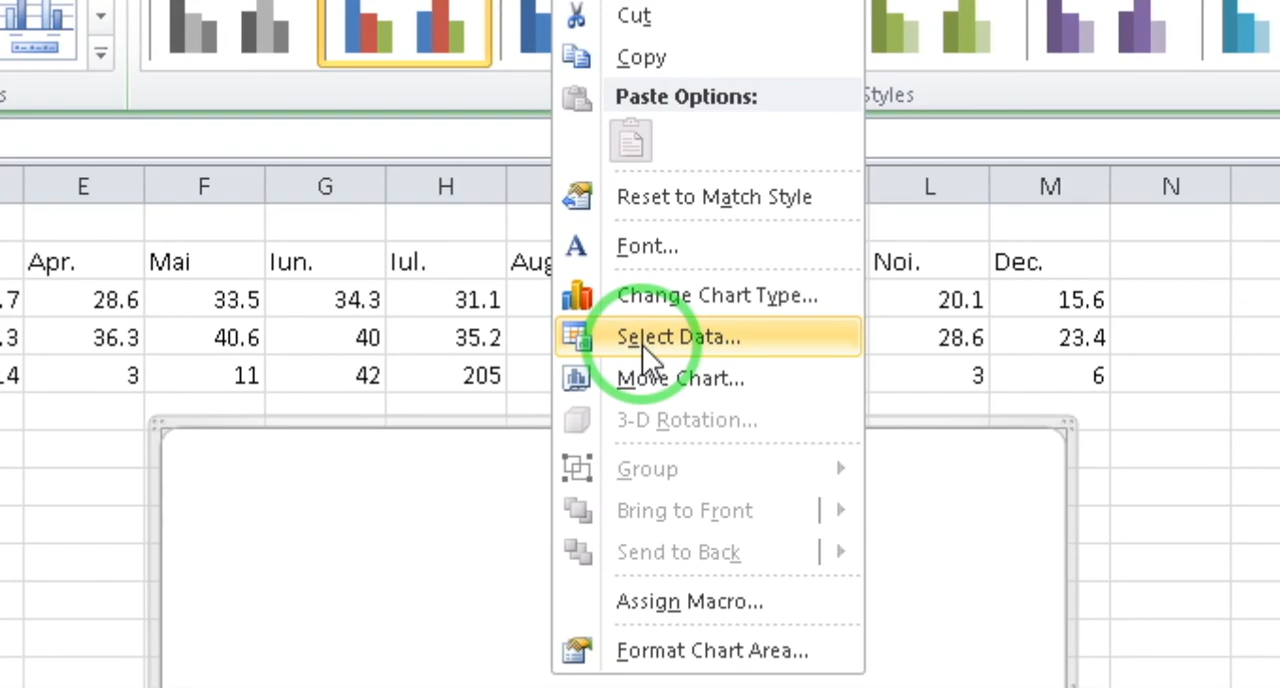 Cut
Copy
Paste Options:
s
Styles
E F G H L M N
Reset to Match Style
Font...
Apr. Mai Iun. Iul. Aug Noi. Dec.
.7 28.6 33.5 34.3 31.1 20.1 15.6
Change Chart Type...
.3 36.3 40.6 40 35.2 28.6 23.4
Select Data...
.4 3 11 42 205 3 6
Move Chart...
3-D Rotation...
Group
Bring to Front
Send to Back
Assign Macro...
Format Chart Area...